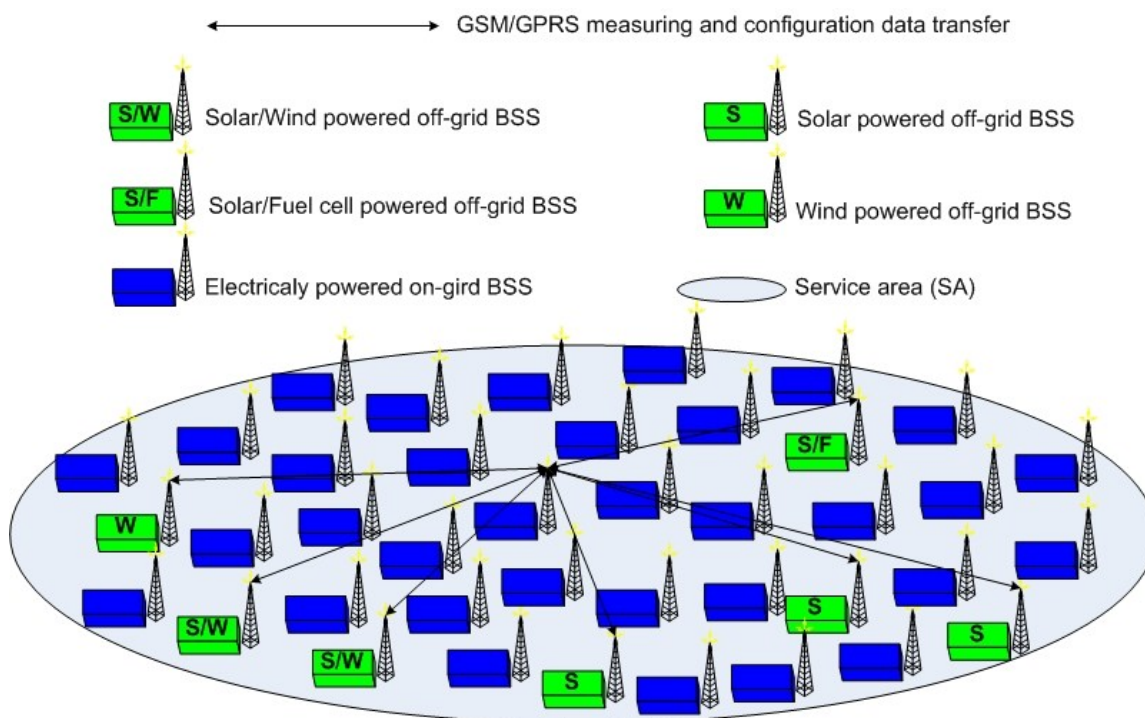 GSM/GPRS measuring and configuration data transfer
S/W Solar/Wind powered off-grid BSS
S Solar powered off-grid BSS
S/F Solar/Fuel cell powered off-grid BSS
W Wind powered off-grid BSS
Electricaly powered on-gird BSS
Service area (SA)
S/F
W
S
S/W
S
S/W
S